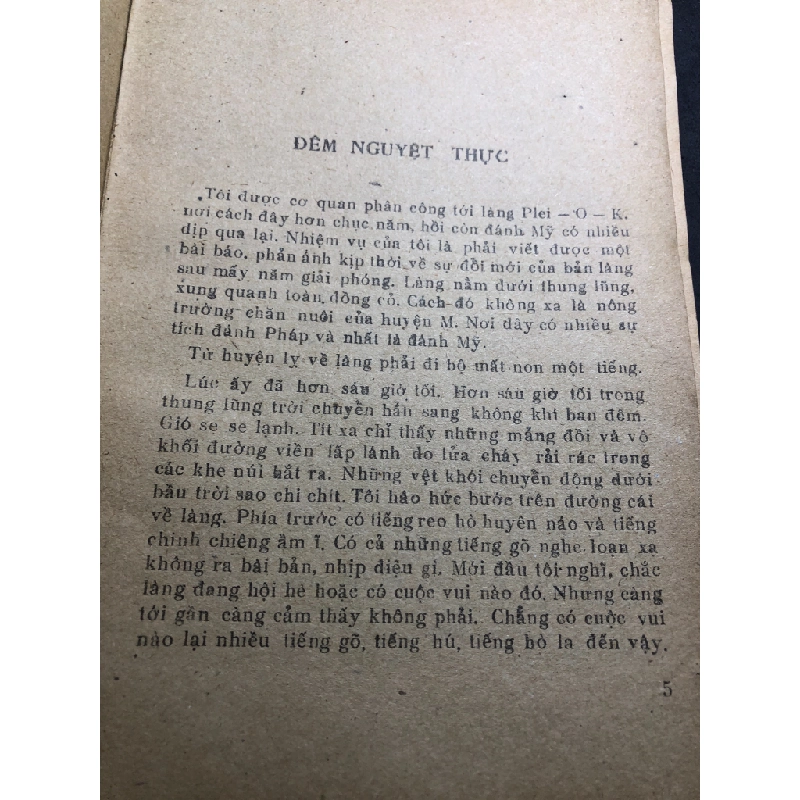 ĐÊM NGUYỆT THỰC
Tôi được cơ quan phân công tới làng Plei — O — K.
nơi cách đây hơn chục năm, hồi còn đánh Mỹ có nhiều
dịp qua lại. Nhiệm vụ của tôi là phải viết được một
bài báo, phản ánh kịp thời về sự đổi mới của bản làng
sau mấy năm giải phóng. Làng nằm dưới thung lũng,
xung quanh toàn đồng cỏ. Cách đó không xa là nông
trường chăn nuôi của huyện M. Nơi đây có nhiều sự
tích đánh Pháp và nhất là đánh Mỹ.
Từ huyện lỵ về làng phải đi bộ mất non một tiếng.
Lúc ấy đã hơn sáu giờ tối. Hơn sáu giờ tối trong
thung lũng trời chuyển hẳn sang không khí ban đêm.
Gió se se lạnh. Tít xa chỉ thấy những mảng đồi và vô
khối đường viền lấp lánh do lửa cháy rải rác trong
các khe núi hắt ra. Những vệt khói chuyển động dưới
bầu trời sao chi chít. Tôi háo hức bước trên đường cái
về làng. Phía trước có tiếng reo hò huyên náo và tiếng
chinh chiêng ầm ĩ. Có cả những tiếng gõ nghe loạn xạ
không ra bài bản, nhịp điệu gì. Mới đầu tôi nghĩ, chắc
làng đang hội hè hoặc có cuộc vui nào đó. Nhưng càng
tới gần càng cảm thấy không phải. Chẳng có cuộc vui
nào lại nhiều tiếng gõ, tiếng hú, tiếng hò la đến vậy.
5